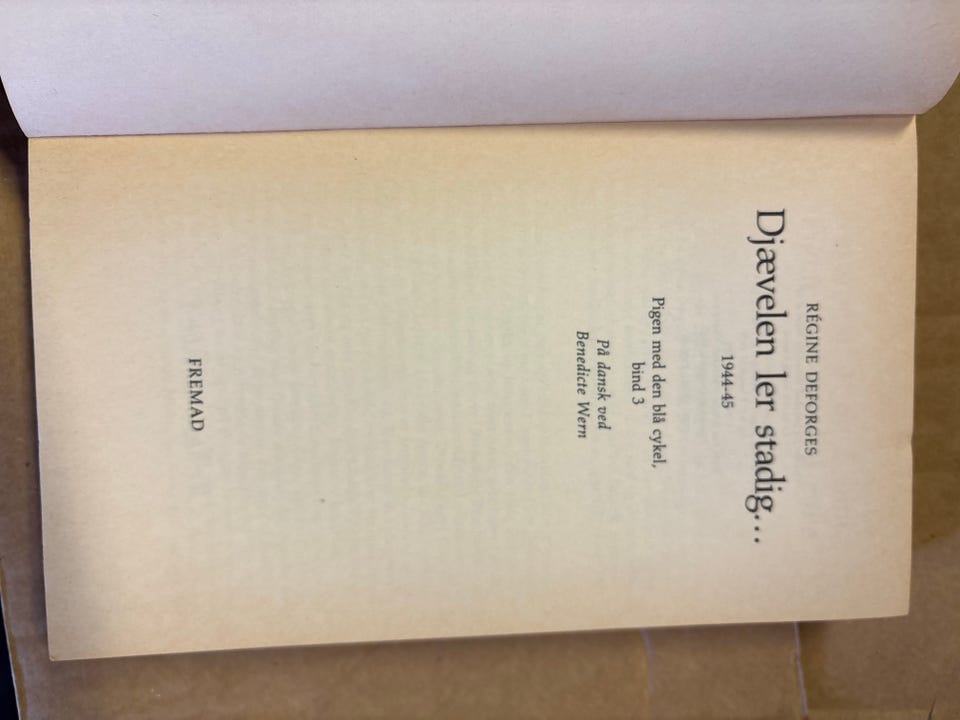 RÉGINE DEFORGES
Djævelen ler stadig...
1944-45
Pigen med den blå cykel,
bind 3
På dansk ved
Benedicte Wern
FREMAD